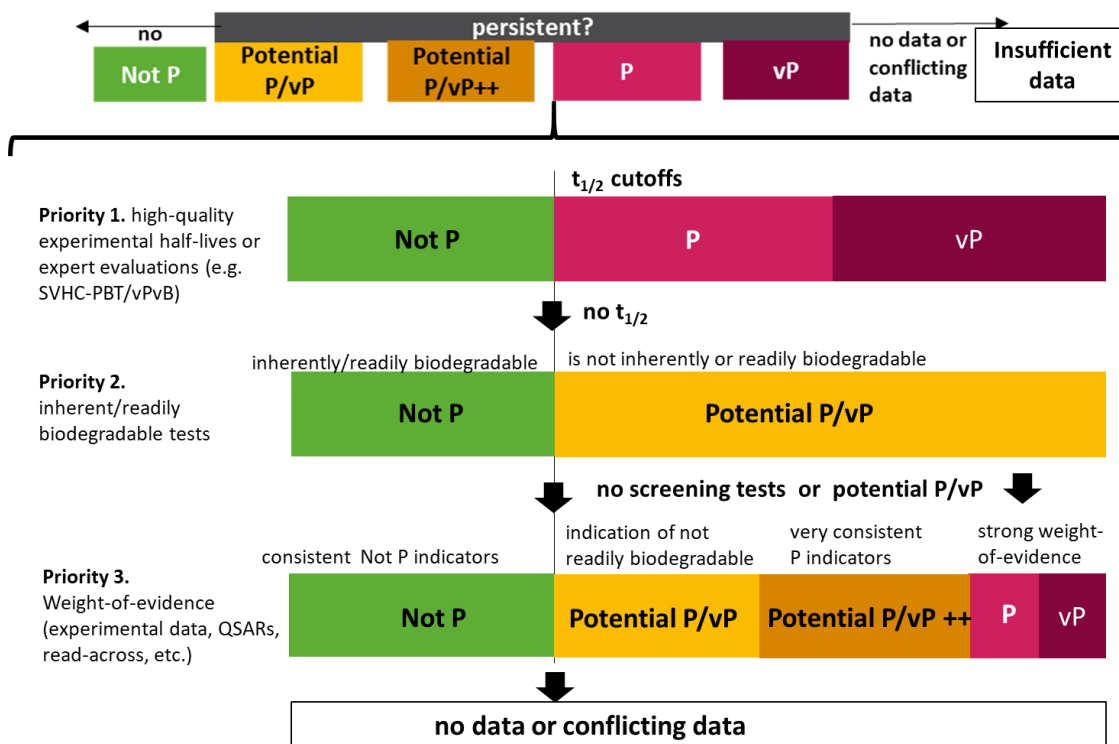 persistent?
no
Not P
Potential
P/vP
Potential
P/vP++
P
vP
no data or
conflicting
data
Insufficient
data
t1/2 cutoffs
Priority 1. high-quality
experimental half-lives or
expert evaluations (e.g.
SVHC-PBT/vPvB)
Not P
P
vP
no t1/2
inherently/readily biodegradable
is not inherently or readily biodegradable
Priority 2.
inherent/readily
biodegradable tests
Not P
Potential P/vP
no screening tests or potential P/vP
consistent Not P indicators
indication of not
readily biodegradable
very consistent
P indicators
strong weight-
of-evidence
Priority 3.
Weight-of-evidence
(experimental data, QSARs,
read-across, etc.)
Not P
Potential P/vP
Potential P/vP ++
P
vP
no data or conflicting data